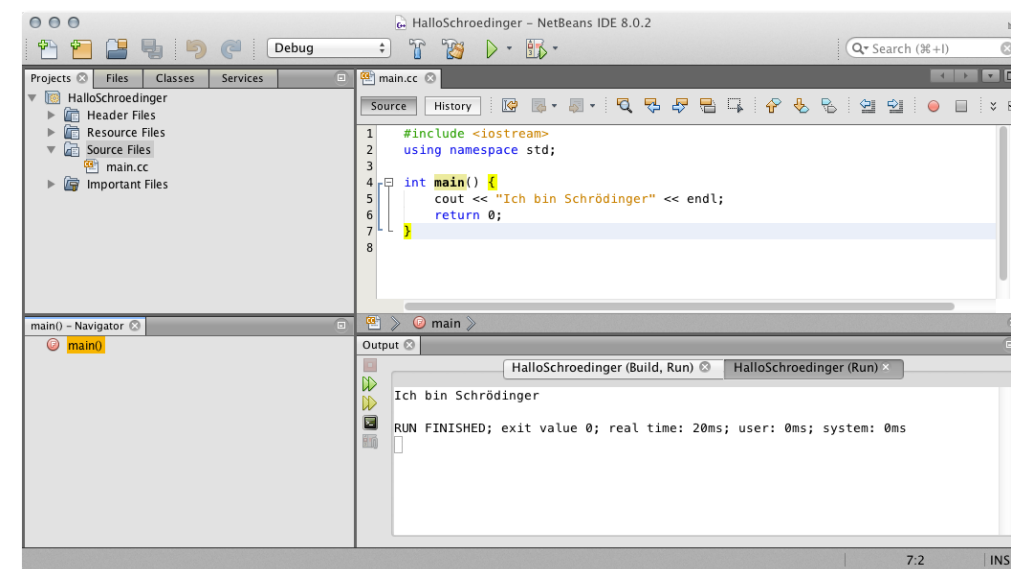 HalloSchroedinger – NetBeans IDE 8.0.2
Debug
Search (⌘+I)
Projects Files Classes Services
HalloSchroedinger
Header Files
Resource Files
Source Files
main.cc
Important Files
main.cc
Source History
1 #include <iostream>
2 using namespace std;
3
4 int main() {
5 cout << "Ich bin Schrödinger" << endl;
6 return 0;
7 }
8
main() – Navigator
main()
main
Output
HalloSchroedinger (Build, Run) HalloSchroedinger (Run)
Ich bin Schrödinger
RUN FINISHED; exit value 0; real time: 20ms; user: 0ms; system: 0ms
7:2 INS